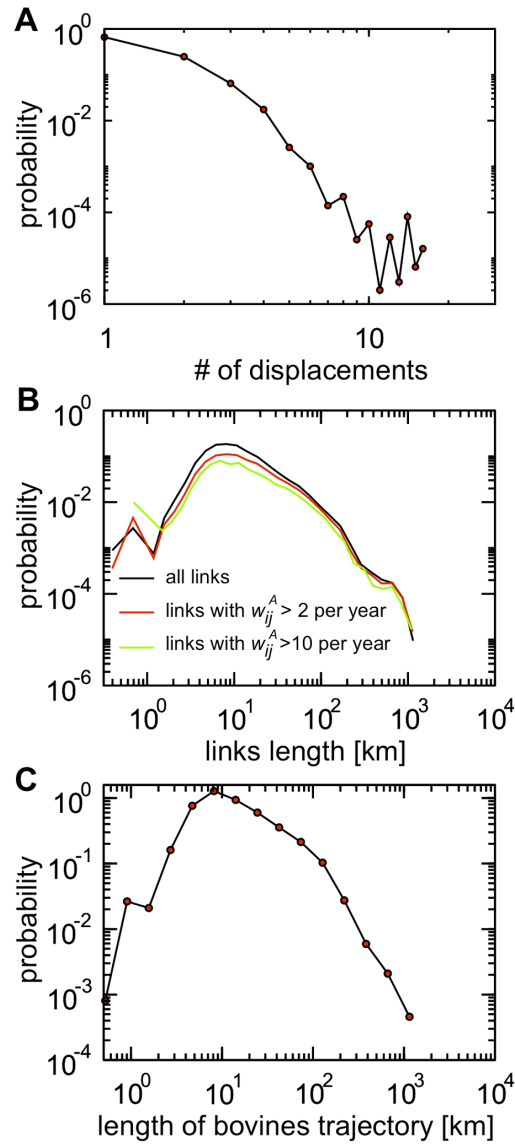 A
10^0
10^-2
10^-4
10^-6
probability
1
10
# of displacements
B
10^0
10^-2
10^-4
10^-6
probability
all links
links with w_ij^A > 2 per year
links with w_ij^A >10 per year
10^0 10^1 10^2 10^3 10^4
links length [km]
C
10^0
10^-1
10^-2
10^-3
10^-4
probability
10^0 10^1 10^2 10^3 10^4
length of bovines trajectory [km]